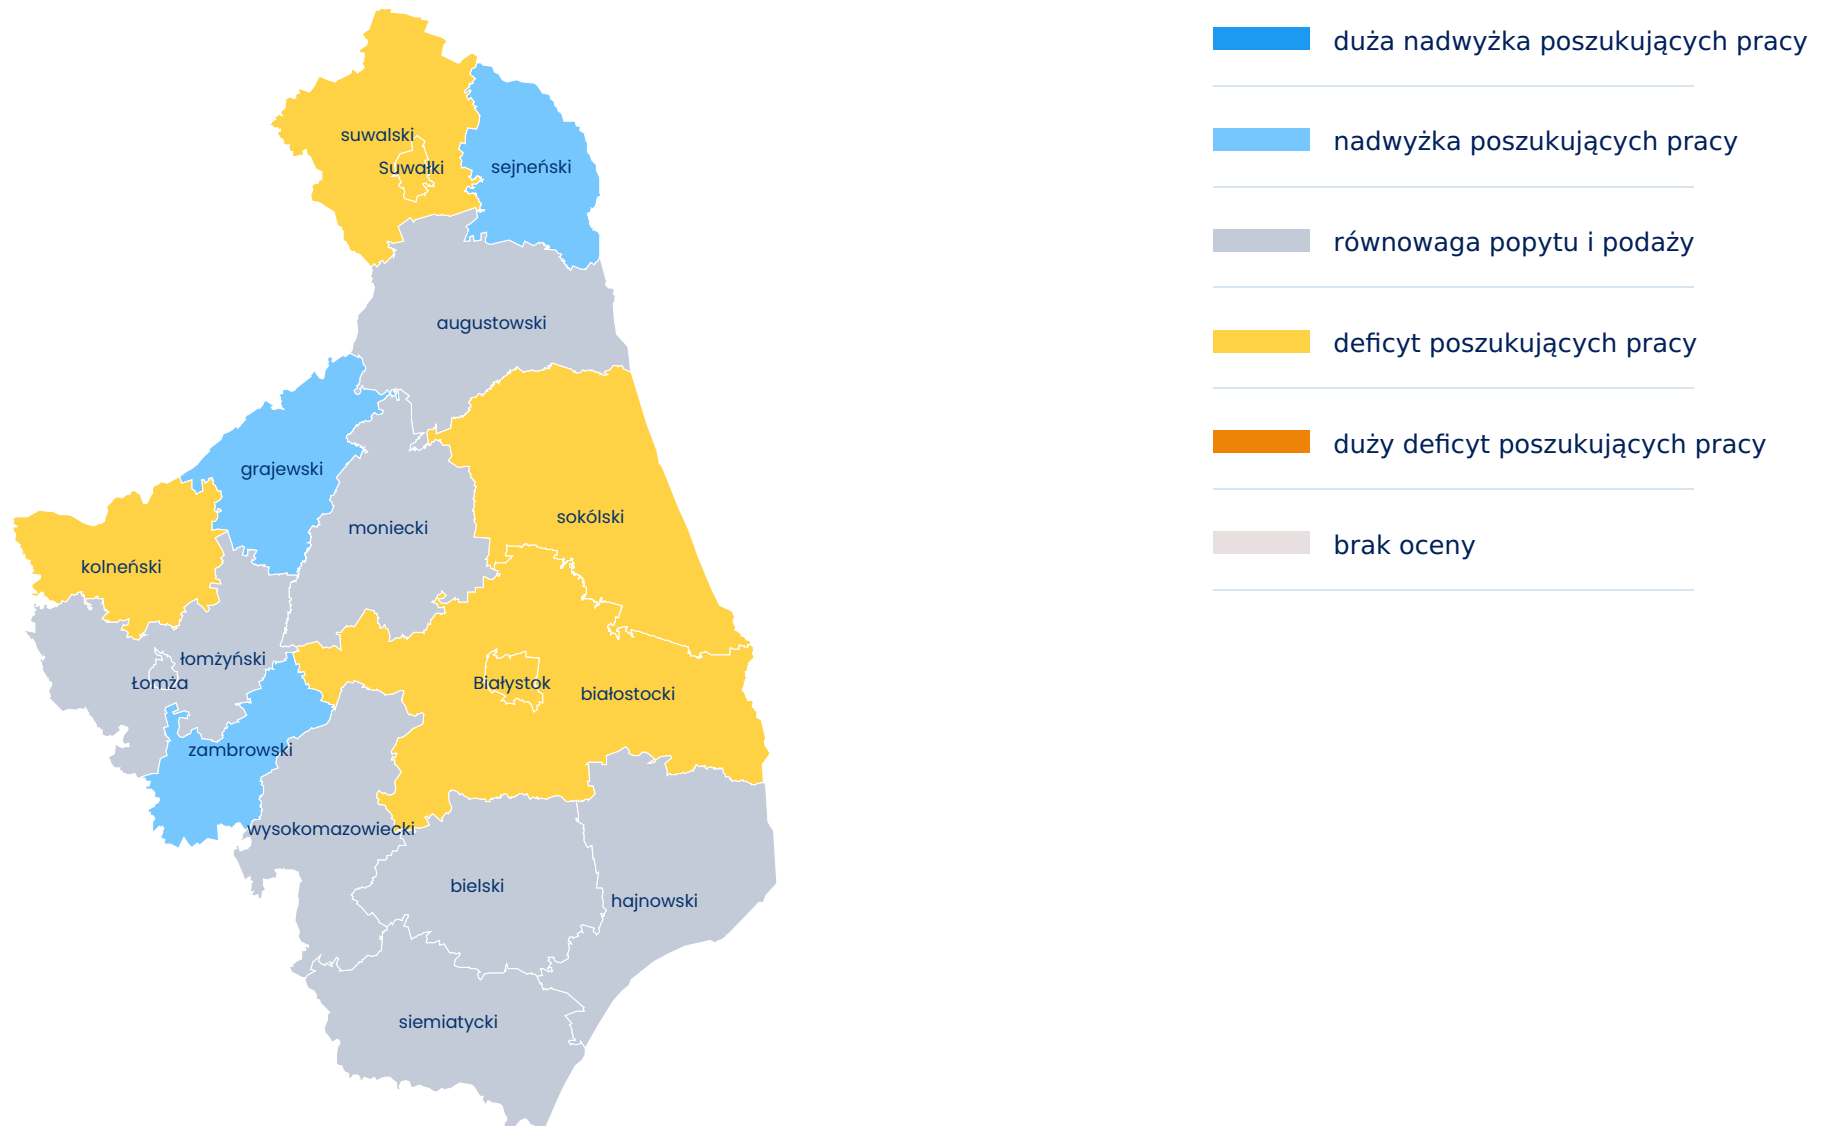 suwalski
Suwałki
sejneński
augustowski
grajewski
moniecki
sokólski
kolneński
łomżyński
Łomża
Białystok
białostocki
zambrowski
wysokomazowiecki
bielski
hajnowski
siemiatycki
duża nadwyżka poszukujących pracy
nadwyżka poszukujących pracy
równowaga popytu i podaży
deficyt poszukujących pracy
duży deficyt poszukujących pracy
brak oceny